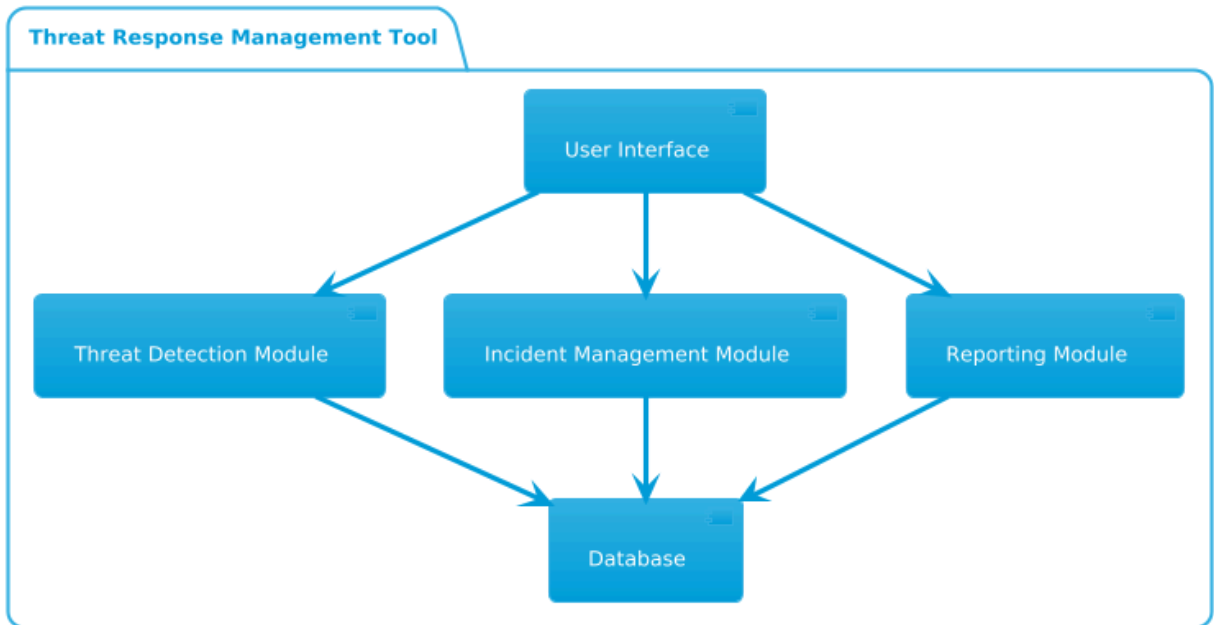 Threat Response Management Tool
User Interface
Threat Detection Module
Incident Management Module
Reporting Module
Database